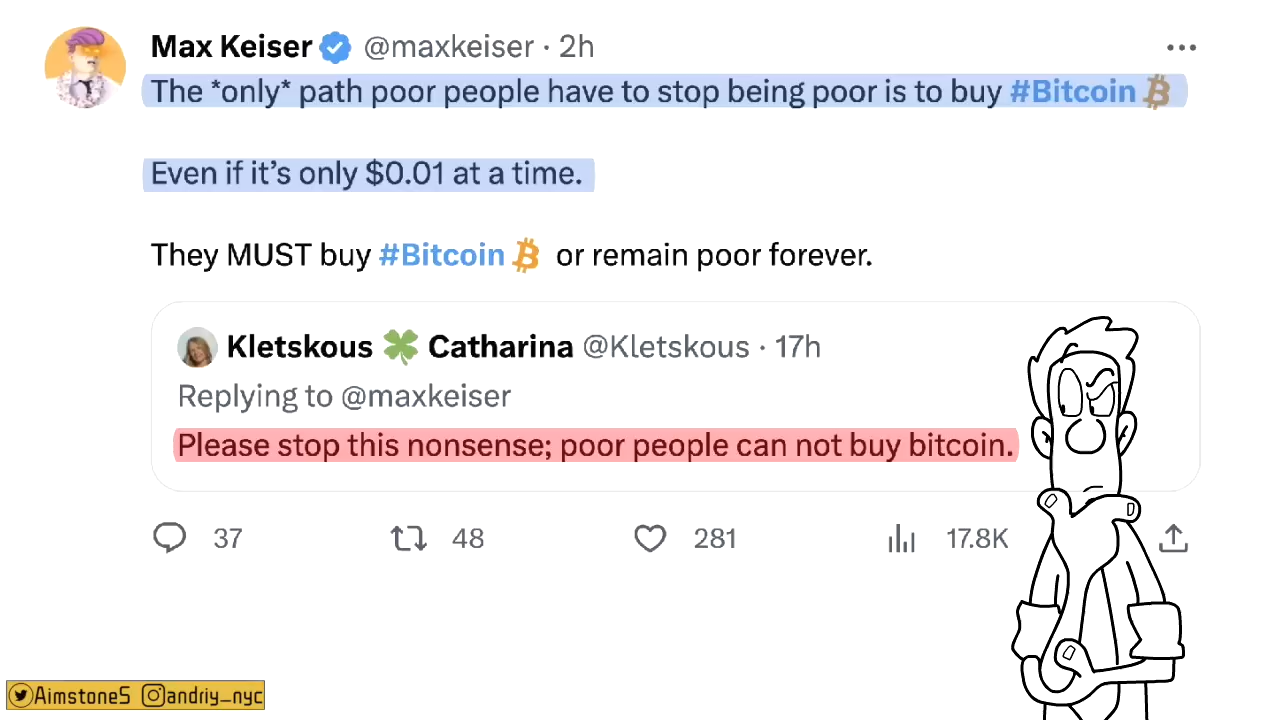 Max Keiser @maxkeiser · 2h
The *only* path poor people have to stop being poor is to buy #Bitcoin
Even if it’s only $0.01 at a time.
They MUST buy #Bitcoin or remain poor forever.
Kletskous 🍀 Catharina @Kletskous · 17h
Replying to @maxkeiser
Please stop this nonsense; poor people can not buy bitcoin.
37 48 281 17.8K
AimstoneS andriy_nyc